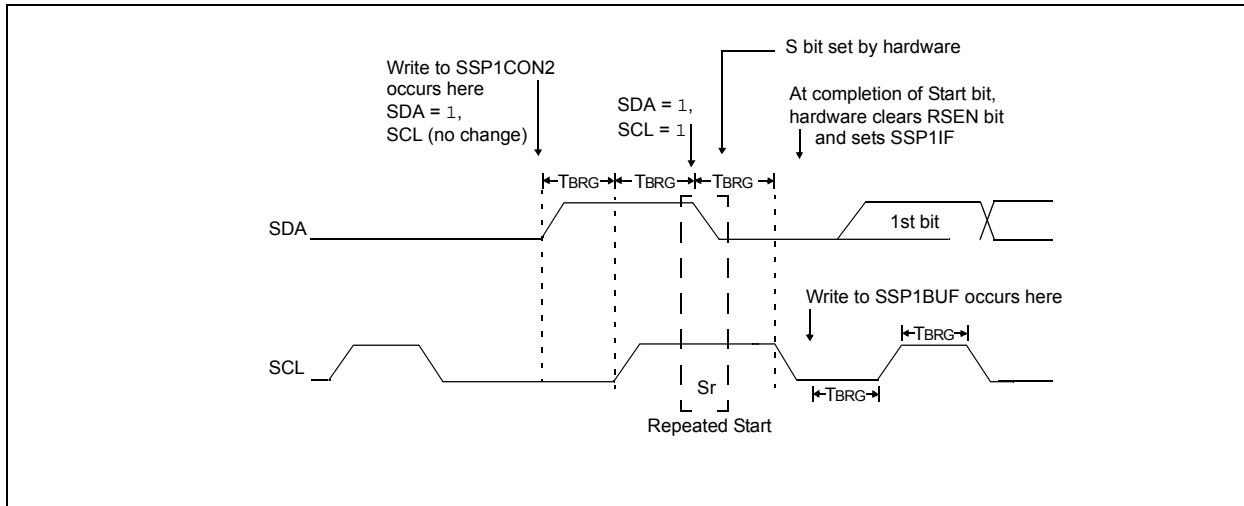 S bit set by hardware
Write to SSP1CON2
occurs here
SDA = 1,
SCL (no change)
SDA = 1,
SCL = 1
At completion of Start bit,
hardware clears RSEN bit
and sets SSP1IF
TBRG TBRG TBRG
SDA
1st bit
Write to SSP1BUF occurs here
TBRG
SCL
Sr
TBRG
Repeated Start